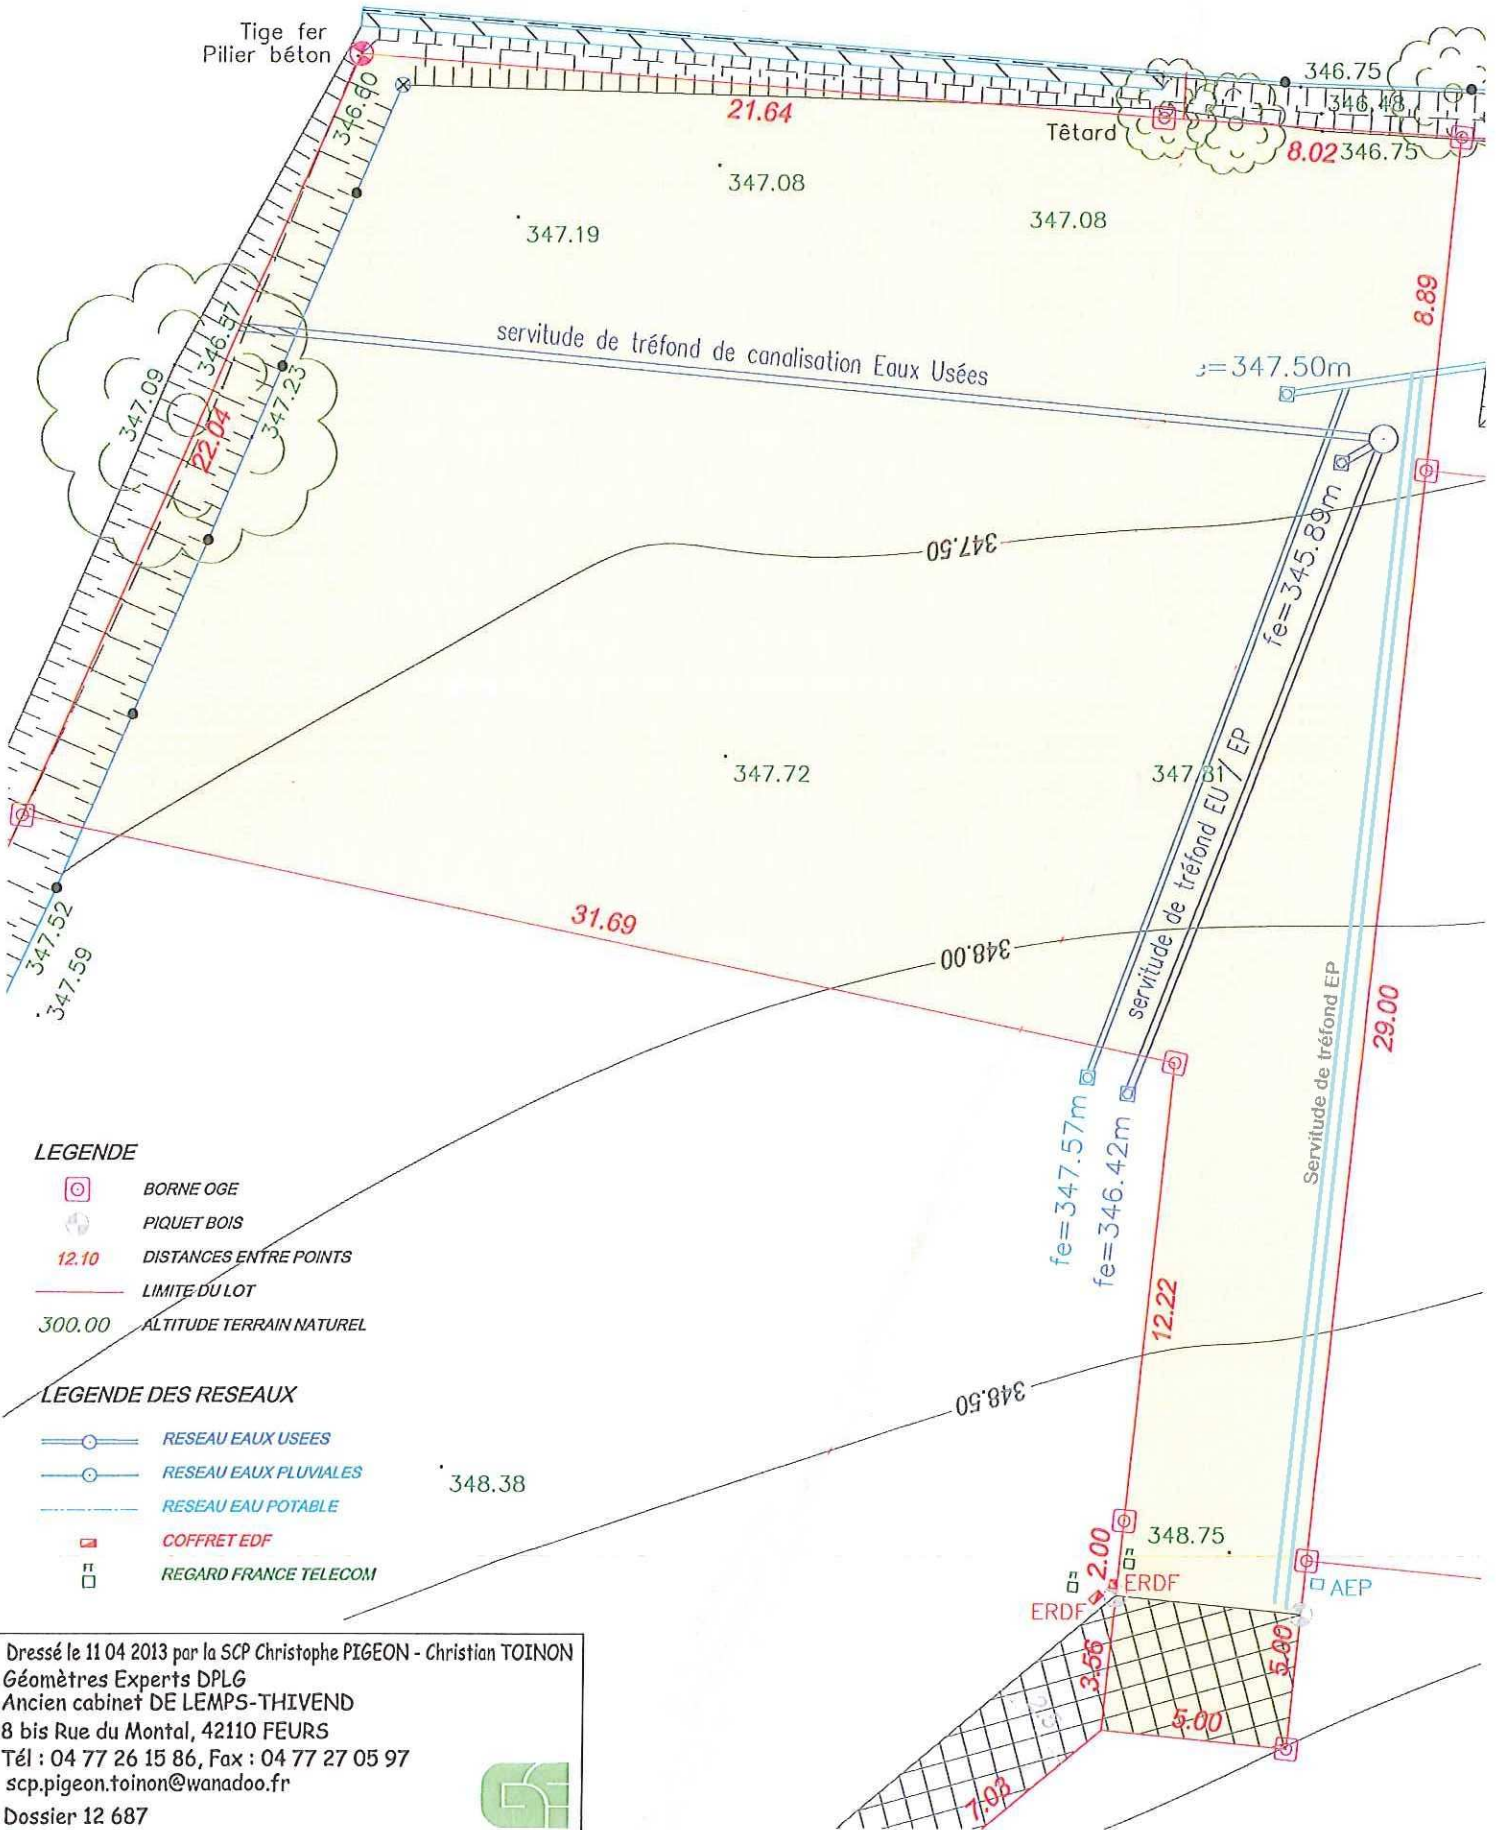 Tige fer
Pilier béton
346.60
21.64
Têtard
346.75
346.48
8.02
346.75
347.08
347.19
347.08
8.89
servitude de tréfond de canalisation Eaux Usées
=347.50m
346.57
347.09
347.23
22.04
fe=345.89m
347.50
347.72
347.81
servitude de tréfond EU / EP
31.69
348.00
347.52
347.59
Servitude de tréfond EP
29.00
fe=347.57m
fe=346.42m
12.22
LEGENDE
BORNE OGE
PIQUET BOIS
12.10 DISTANCES ENTRE POINTS
LIMITE DU LOT
300.00 ALTITUDE TERRAIN NATUREL
348.50
LEGENDE DES RESEAUX
RESEAU EAUX USEES
RESEAU EAUX PLUVIALES
RESEAU EAU POTABLE
COFFRET EDF
REGARD FRANCE TELECOM
348.38
348.75
2.00
ERDF
ERDF
AEP
3.56
5.00
5.00
7.03
Dressé le 11 04 2013 par la SCP Christophe PIGEON - Christian TOINON
Géomètres Experts DPLG
Ancien cabinet DE LEMPS-THIVEND
8 bis Rue du Montal, 42110 FEURS
Tél : 04 77 26 15 86, Fax : 04 77 27 05 97
scp.pigeon.toinon@wanadoo.fr
Dossier 12 687